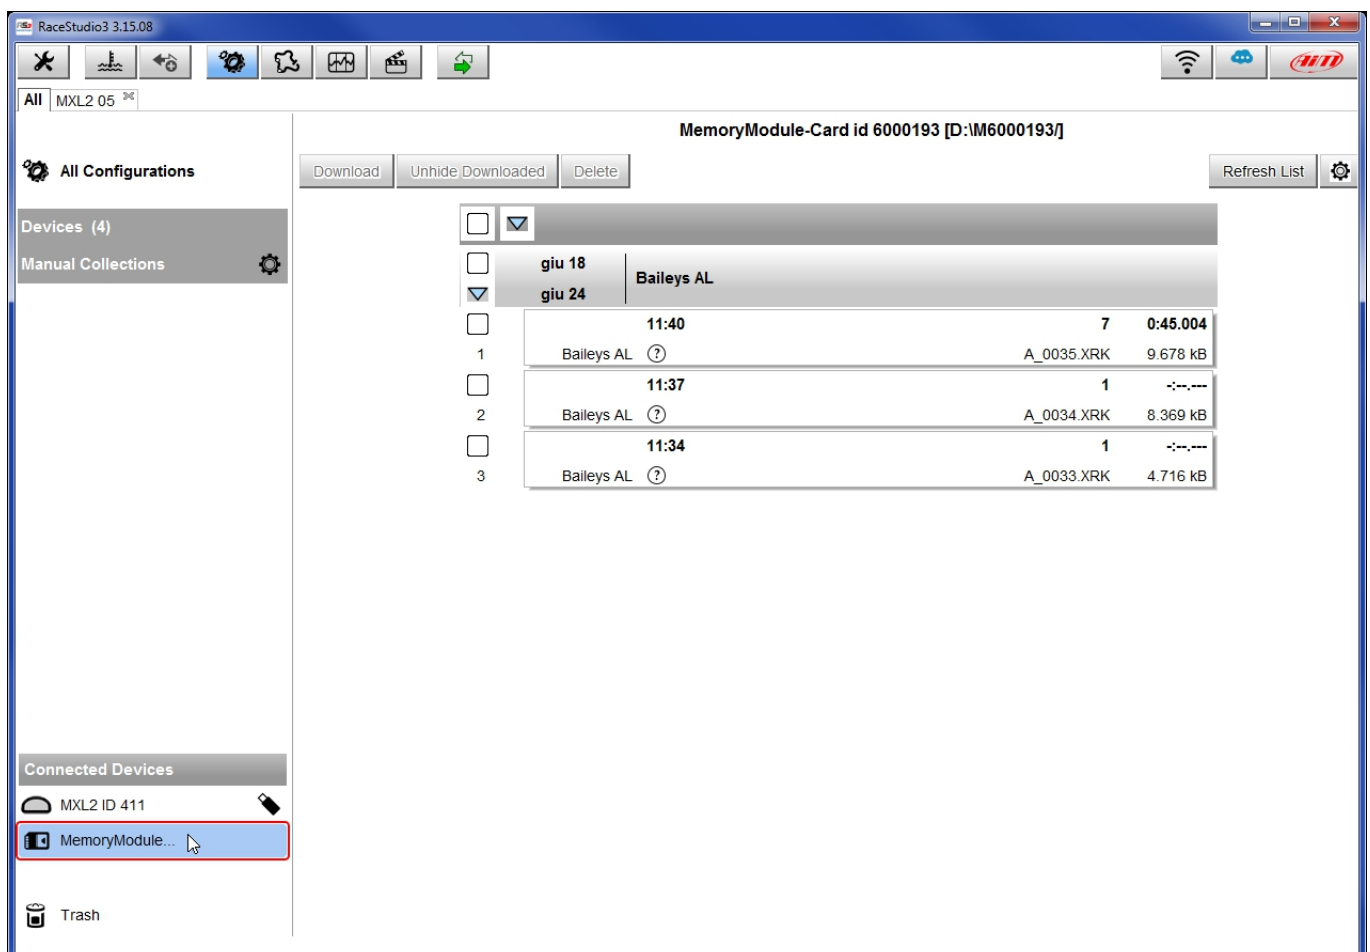 RaceStudio3 3.15.08
AiM
All MXL2 05
MemoryModule-Card id 6000193 [D:\M6000193/]
All Configurations
Download Unhide Downloaded Delete Refresh List
Devices (4)
Manual Collections
giu 18
giu 24
Baileys AL
11:40 7 0:45.004
1 Baileys AL ? A_0035.XRK 9.678 kB
11:37 1 -:--.---
2 Baileys AL ? A_0034.XRK 8.369 kB
11:34 1 -:--.---
3 Baileys AL ? A_0033.XRK 4.716 kB
Connected Devices
MXL2 ID 411
MemoryModule...
Trash